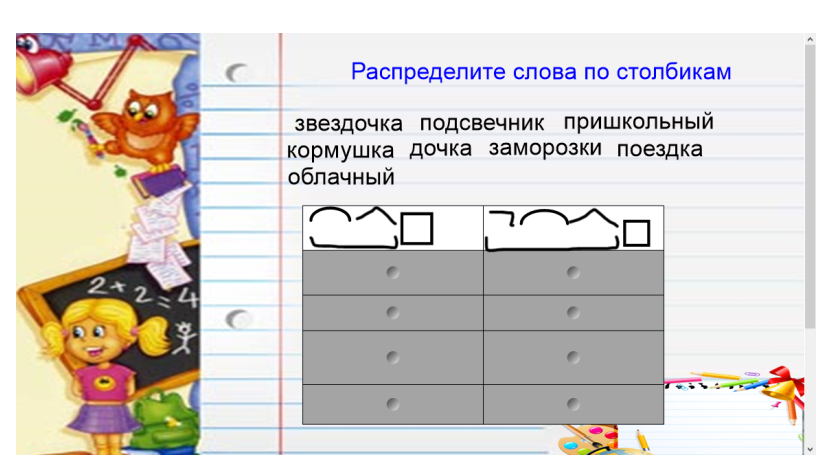 Распределите слова по столбикам
звездочка подсвечник пришкольный
кормушка дочка заморозки поездка
облачный
2+2=4